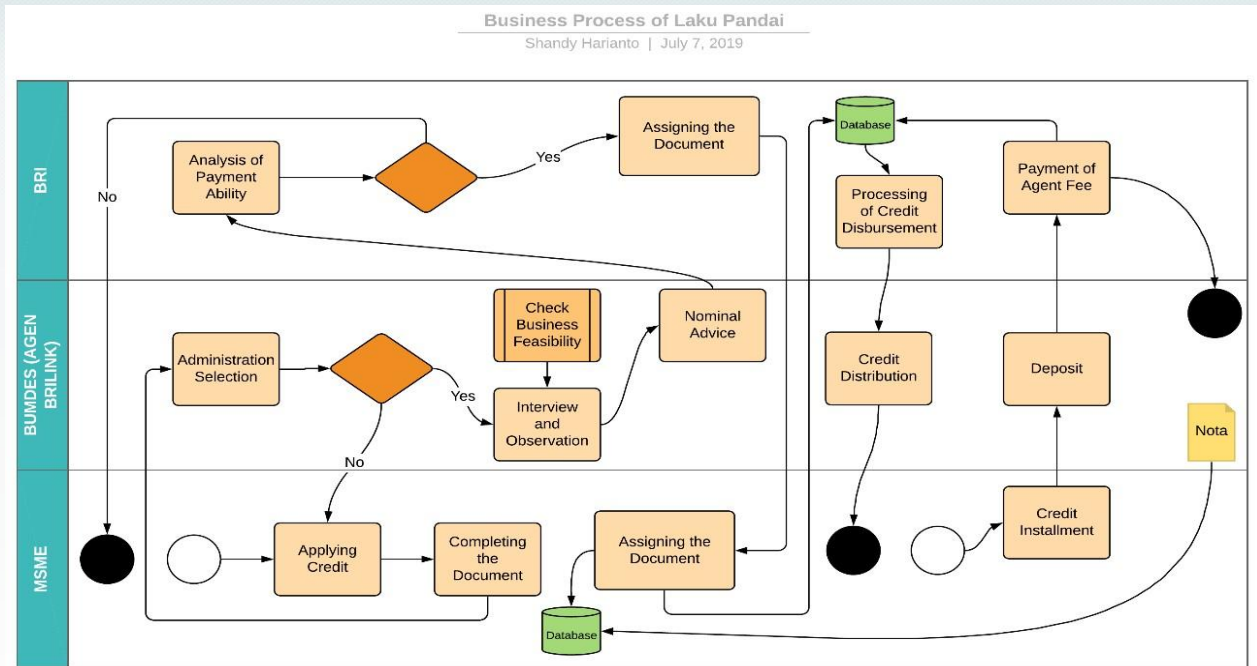 Business Process of Laku Pandai
Shandy Harianto | July 7, 2019
BRI
No
Analysis of
Payment
Ability
Yes
Assigning the
Document
Database
Processing
of Credit
Disbursement
Payment of
Agent Fee
BUMDES (AGEN
BRILINK)
Administration
Selection
Yes
No
Check
Business
Feasibility
Interview
and
Observation
Nominal
Advice
Credit
Distribution
Deposit
Nota
MSME
Applying
Credit
Completing
the
Document
Assigning the
Document
Database
Credit
Installment